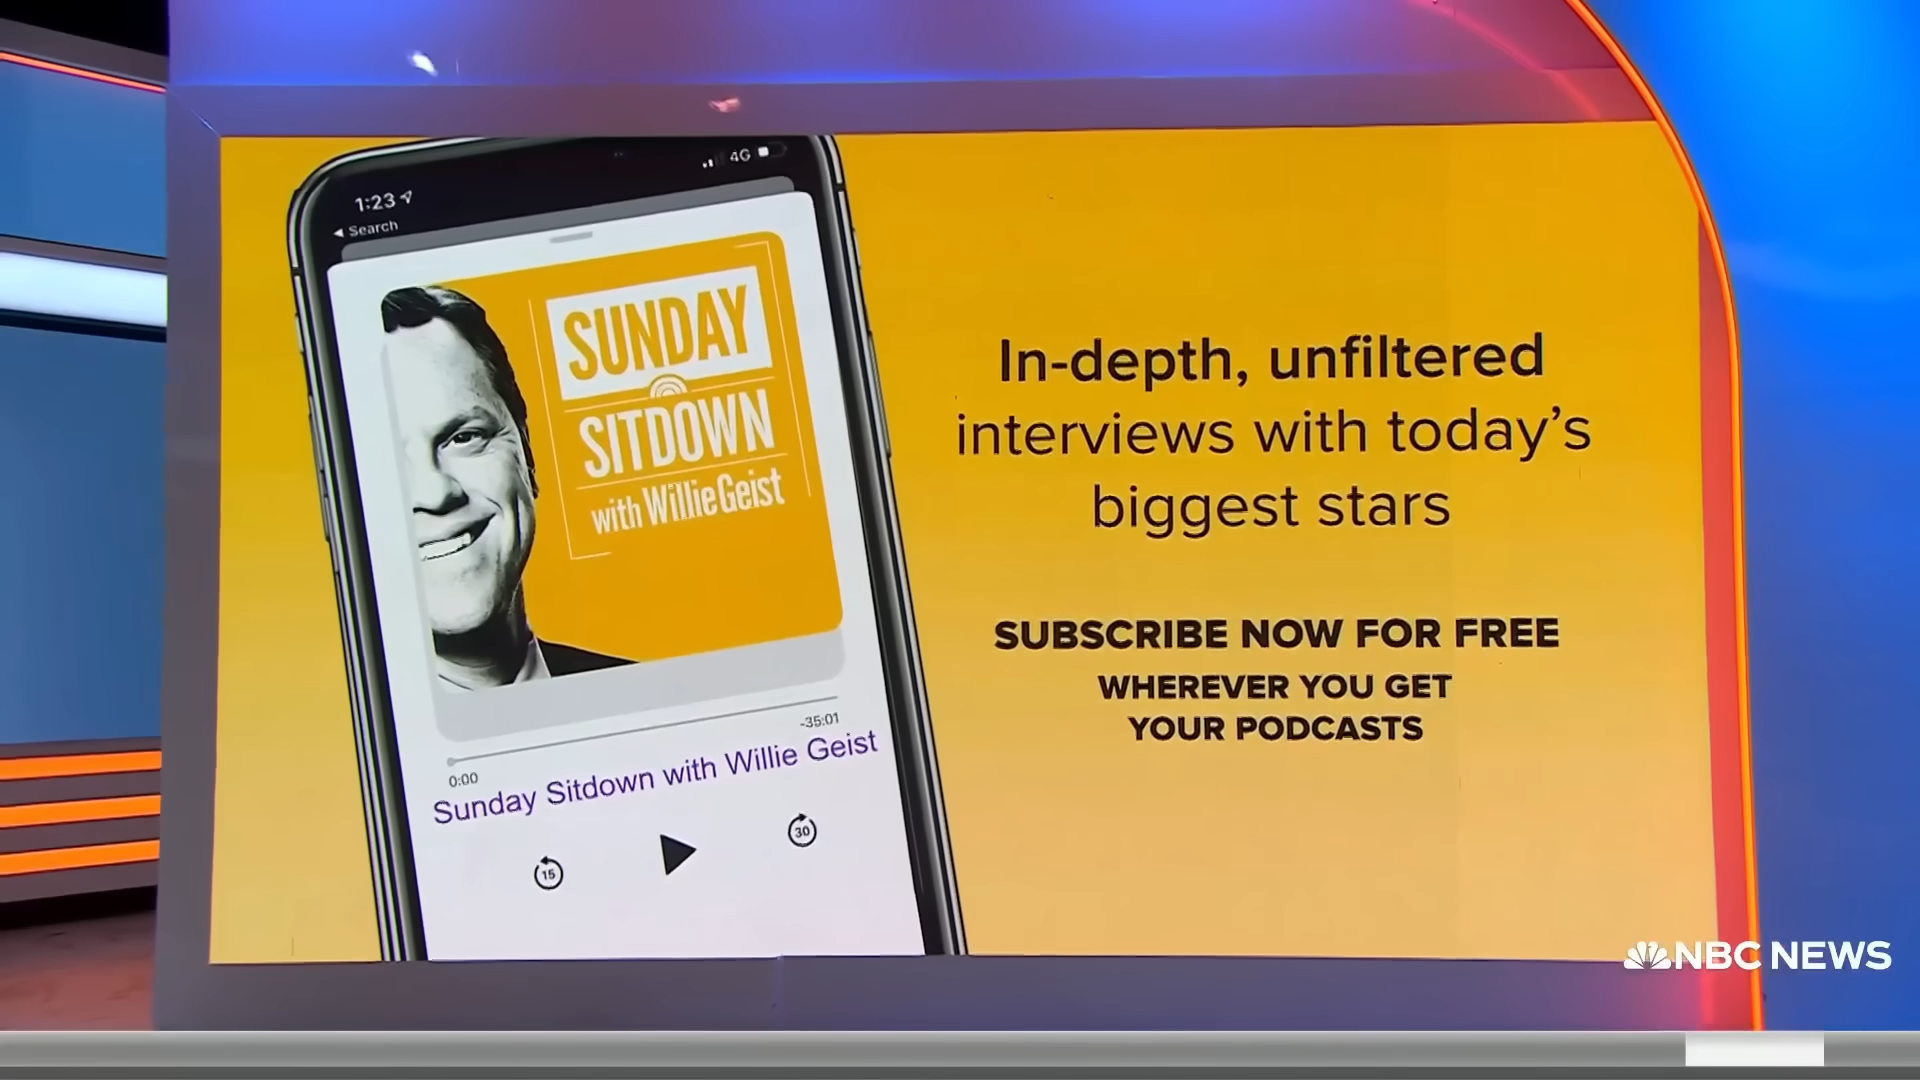 1:23
4G
◀ Search
SUNDAY
SITDOWN
with Willie Geist
-35:01
0:00
Sunday Sitdown with Willie Geist
15
30
In-depth, unfiltered
interviews with today’s
biggest stars
SUBSCRIBE NOW FOR FREE
WHEREVER YOU GET
YOUR PODCASTS
NBC NEWS